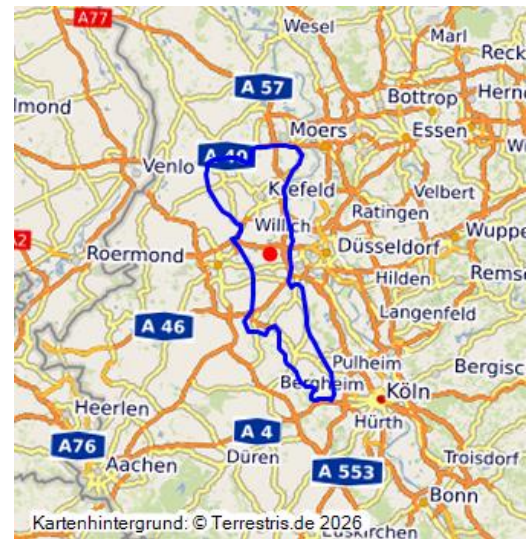 A77
Wesel
Marl
Reck
A 57
Bottrop
Hern
lmond
Moers
Essen
A 40
Venlo
Krefeld
Velbert
Willich
Ratingen
Wuppe
A2
Roermond
Düsseldorf
Hilden
Remsc
A 46
Langenfeld
Pulheim
Bergheim
Bergisc
Köln
Heerlen
Hürth
A76
A 4
Troisdorf
Düren
Aachen
A 553
Bonn
Euskirchen
Kartenhintergrund: © Terrestris.de 2026